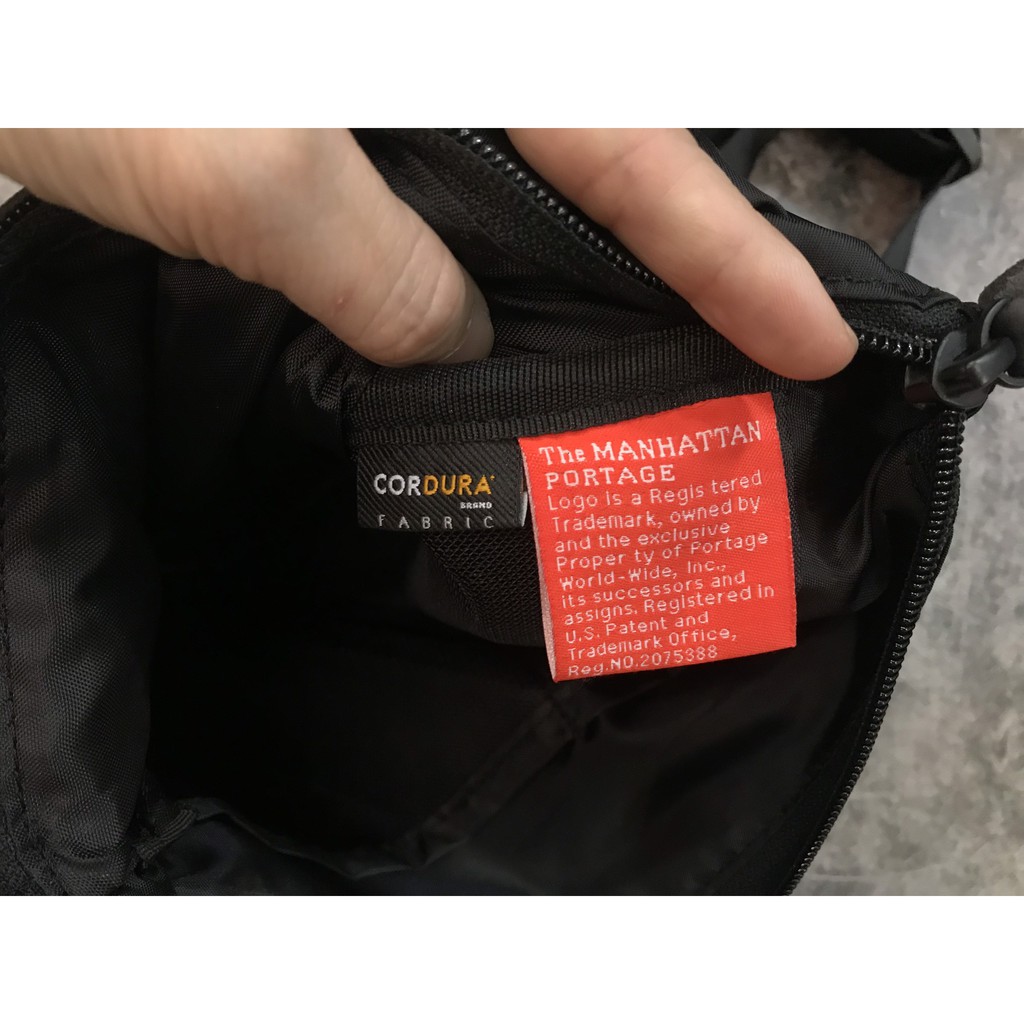 CORDURA
BRAND
FABRIC
The MANHATTAN
PORTAGE
Logo is a Regis tered
Trademark, owned by
and the exclusive
Proper ty of Portage
World-Wide, Inc.,
its successors and
assigns, Registered in
U.S. Patent and
Trademark Office,
Reg.NO.2075388